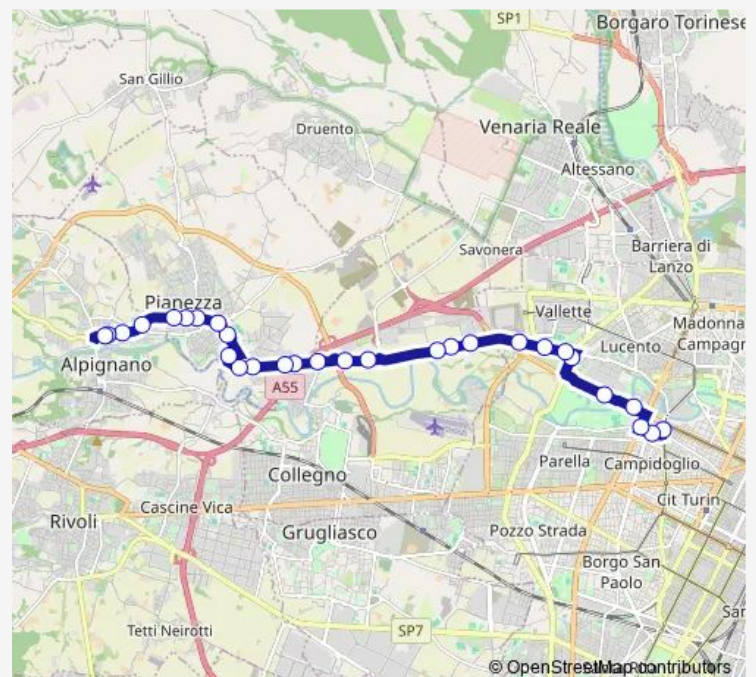 SP1
Borgaro Torinese
San Gillio
Druento
Venaria Reale
Altessano
Savonera
Barriera di
Lanzo
Pianezza
Vallette
Madonna
Campagn
Lucento
Alpignano
A55
Parella
Campidoglio
Collegno
Cit Turin
Cascine Vica
Rivoli
Grugliasco
Pozzo Strada
Borgo San
Paolo
San
Tetti Neirotti
SP7
© OpenStreetMap contributors